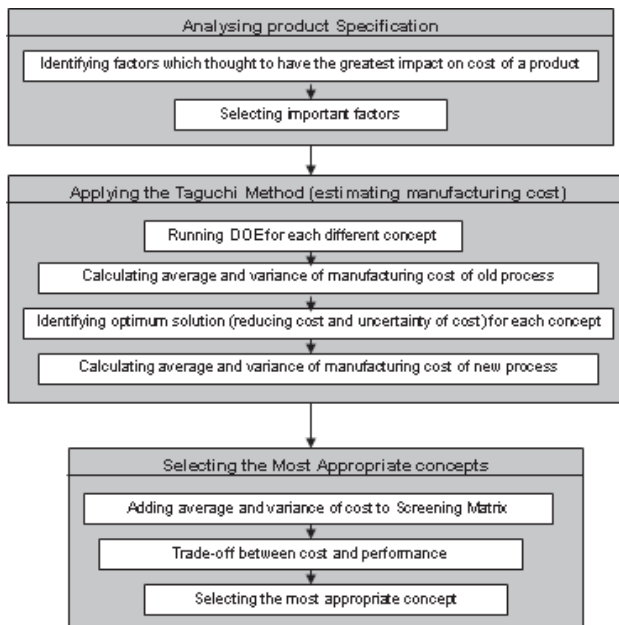 Analysing product Specification
Identifying factors which thought to have the greatest impact on cost of a product
Selecting important factors
Applying the Taguchi Method (estimating manufacturing cost)
Running DOE for each different concept
Calculating average and variance of manufacturing cost of old process
Identifying optimum solution (reducing cost and uncertainty of cost) for each concept
Calculating average and variance of manufacturing cost of new process
Selecting the Most Appropriate concepts
Adding average and variance of cost to Screening Matrix
Trade-off between cost and performance
Selecting the most appropriate concept